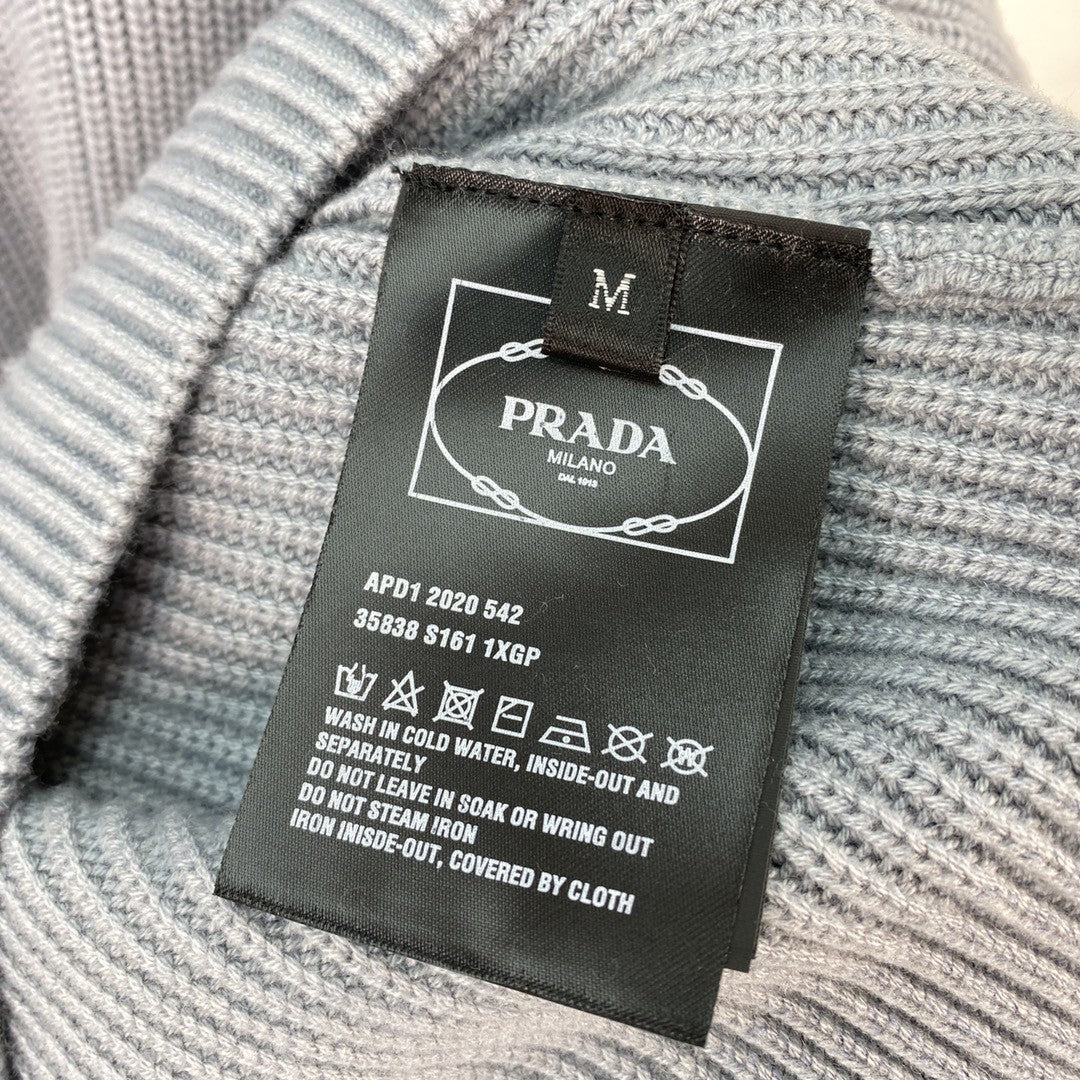 M
PRADA
MILANO
DAL 1913
APD1 2020 542
35838 S161 1XGP
WASH IN COLD WATER, INSIDE-OUT AND
SEPARATELY
DO NOT LEAVE IN SOAK OR WRING OUT
DO NOT STEAM IRON
IRON INISDE-OUT, COVERED BY CLOTH